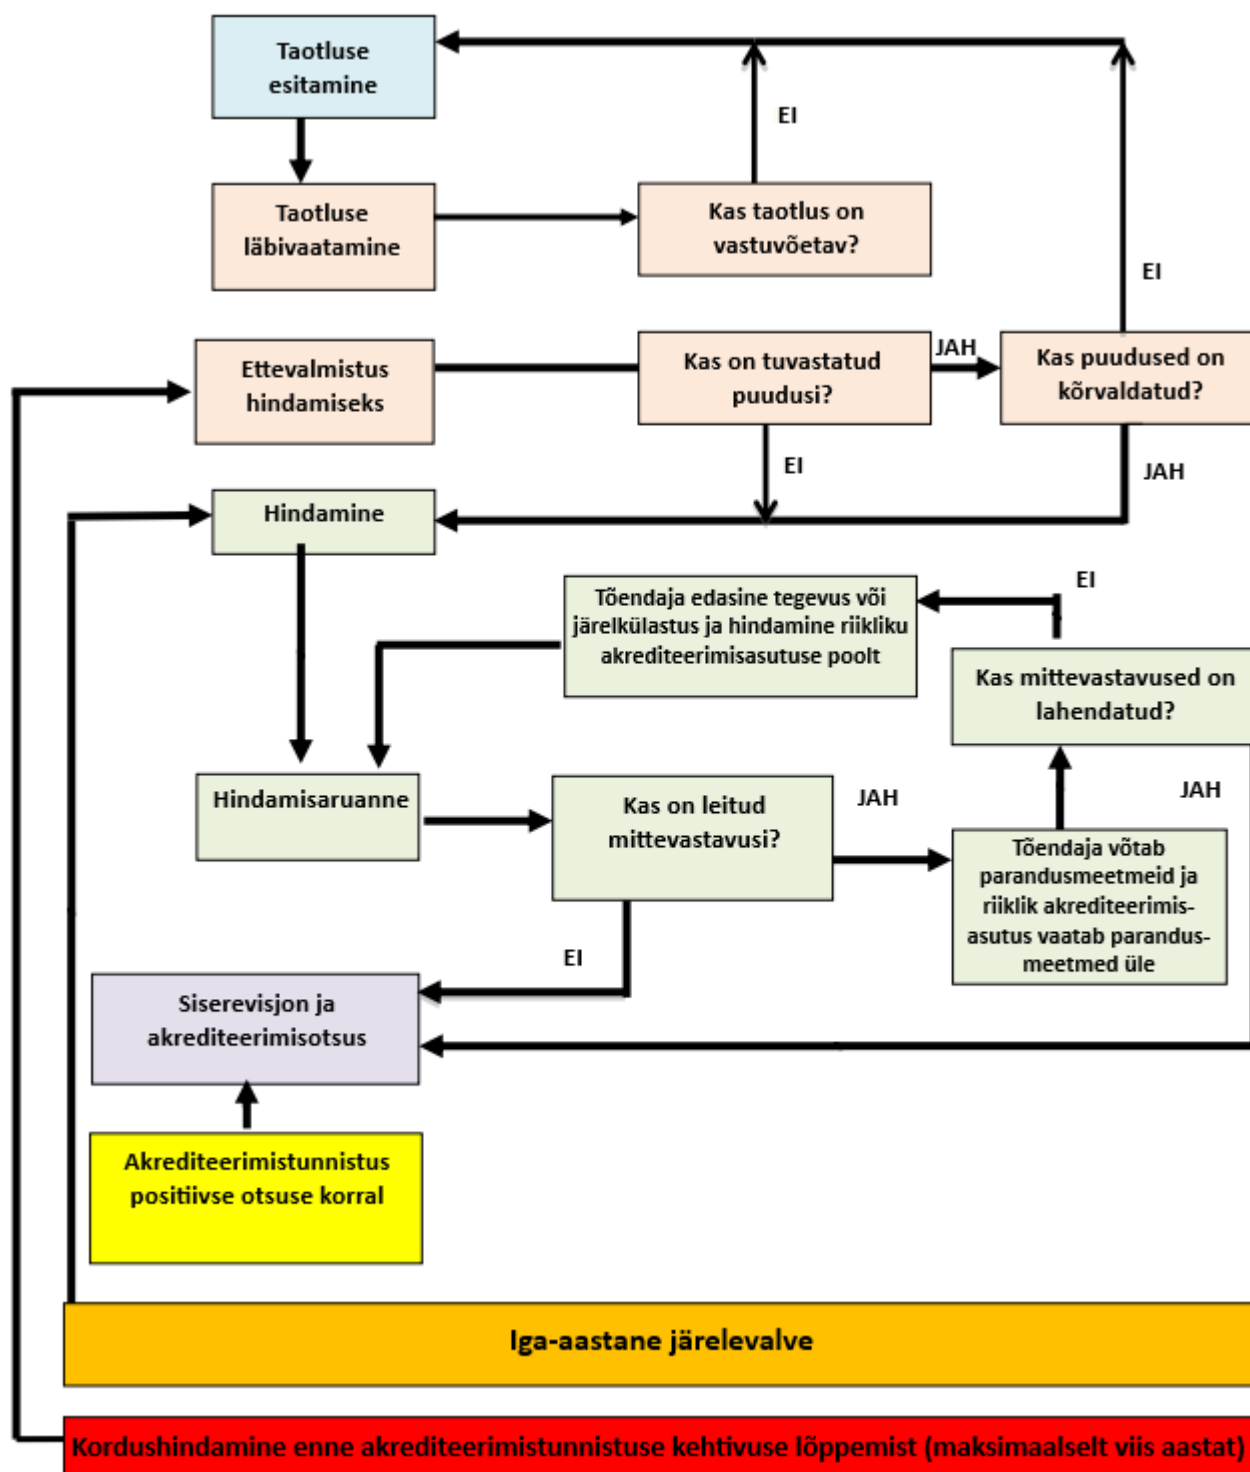 Taotluse
esitamine
EI
Taotluse
läbivaatamine
Kas taotlus on
vastuvõetav?
EI
Ettevalmistus
hindamiseks
Kas on tuvastatud
puudusi?
JAH
Kas puudused on
kõrvaldatud?
EI
JAH
Hindamine
Tõendaja edasine tegevus või
järelkülastus ja hindamine riikliku
akrediteerimisasutuse poolt
EI
Kas mittevastavused on
lahendatud?
Hindamisaruanne
Kas on leitud
mittevastavusi?
JAH
JAH
Tõendaja võtab
parandusmeetmeid ja
riiklik akrediteerimis-
asutus vaatab parandus-
meetmed üle
EI
Siserevisjon ja
akrediteerimisotsus
Akrediteerimistunnistus
positiivse otsuse korral
Iga-aastane järelevalve
Kordushindamine enne akrediteerimistunnistuse kehtivuse lõppemist (maksimaalselt viis aastat)